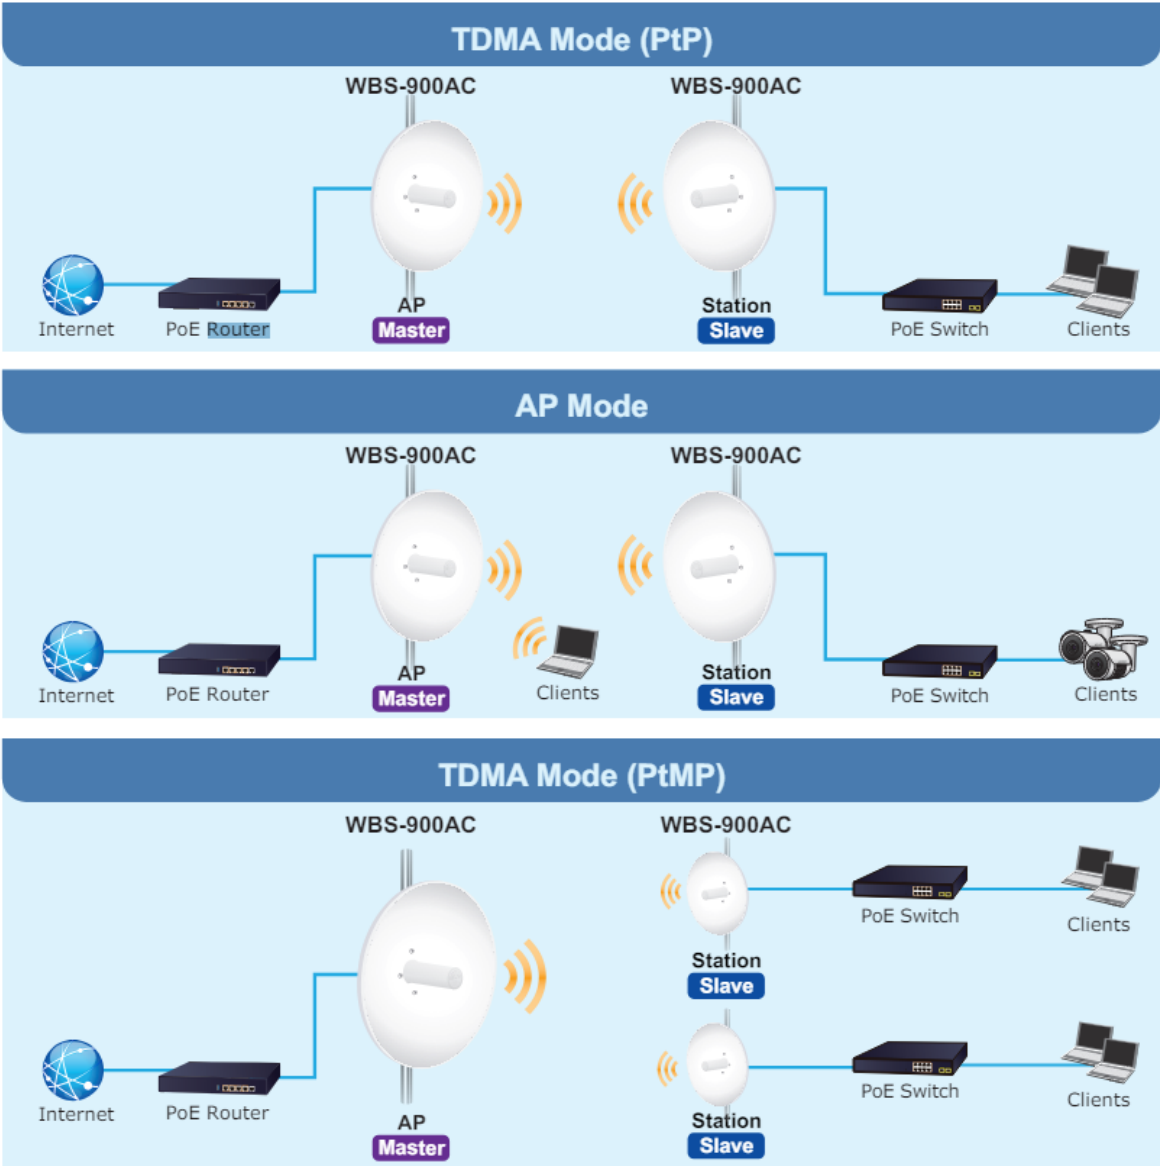 TDMA Mode (PtP)
WBS-900AC
WBS-900AC
AP
Master
Station
Slave
Internet
PoE Router
PoE Switch
Clients
AP Mode
WBS-900AC
WBS-900AC
AP
Master
Clients
Station
Slave
Internet
PoE Router
PoE Switch
Clients
TDMA Mode (PtMP)
WBS-900AC
WBS-900AC
PoE Switch
Clients
Station
Slave
PoE Switch
Clients
Internet
PoE Router
AP
Master
Station
Slave